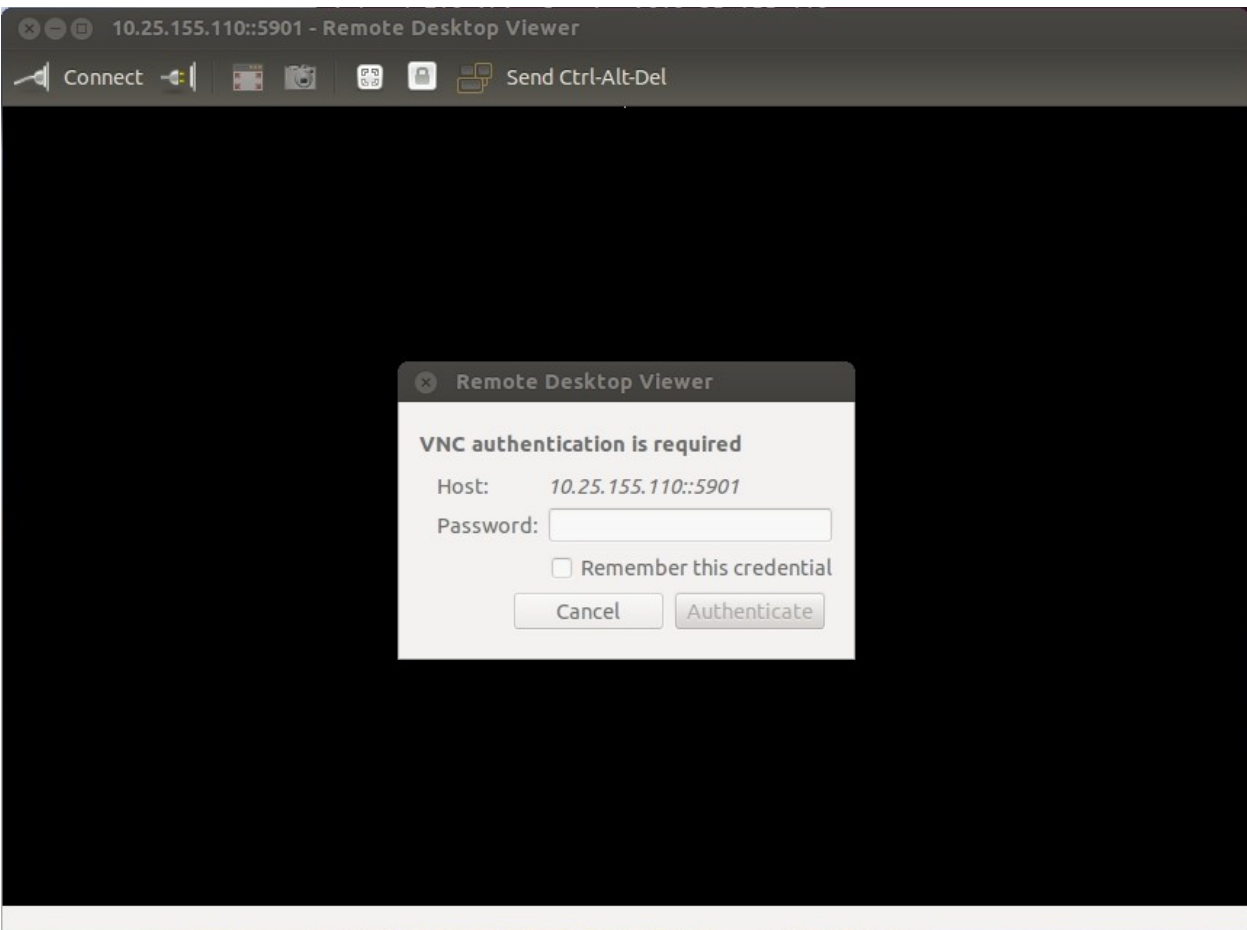 10.25.155.110::5901 - Remote Desktop Viewer
Connect Send Ctrl-Alt-Del
Remote Desktop Viewer
VNC authentication is required
Host: 10.25.155.110::5901
Password:
Remember this credential
Cancel Authenticate